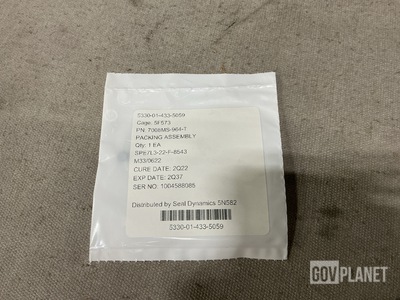 5330-01-433-5059
Cage: 5F573
PN: 7068MS-964-T
PACKING ASSEMBLY
Qty: 1 EA
SPE7L3-22-P-8543
M33/0622
CURE DATE: 2Q22
EXP DATE: 2Q37
SER NO: 1004588085
Distributed by Seal Dynamics 5N582
5330-01-433-5059
GOVPLANET